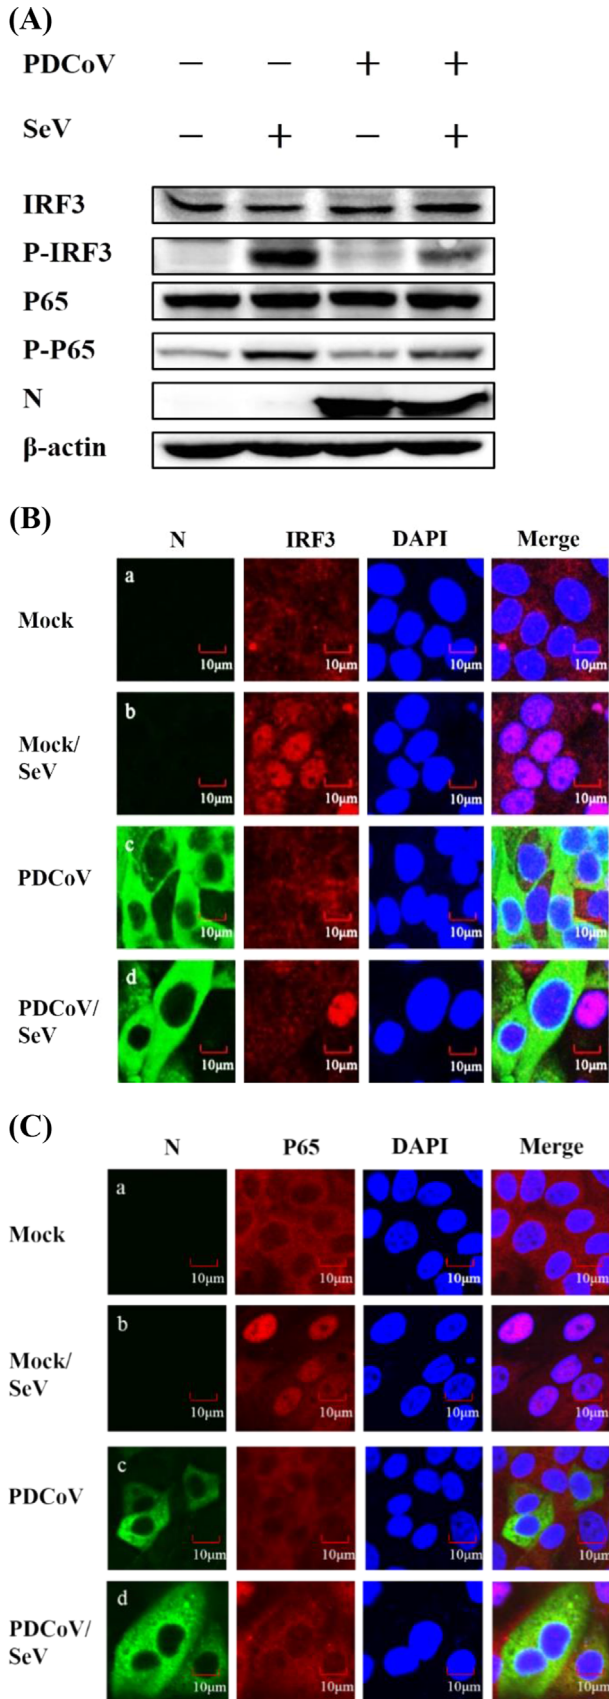 (A)
PDCoV − − + +
SeV − + − +
IRF3
P-IRF3
P65
P-P65
N
β-actin
(B)
N IRF3 DAPI Merge
Mock
a
10μm 10μm 10μm 10μm
Mock/
SeV
b
10μm 10μm 10μm 10μm
PDCoV
c
10μm 10μm 10μm 10μm
PDCoV/
SeV
d
10μm 10μm 10μm 10μm
(C)
N P65 DAPI Merge
Mock
a
10μm 10μm 10μm 10μm
Mock/
SeV
b
10μm 10μm 10μm 10μm
PDCoV
c
10μm 10μm 10μm 10μm
PDCoV/
SeV
d
10μm 10μm 10μm 10μm